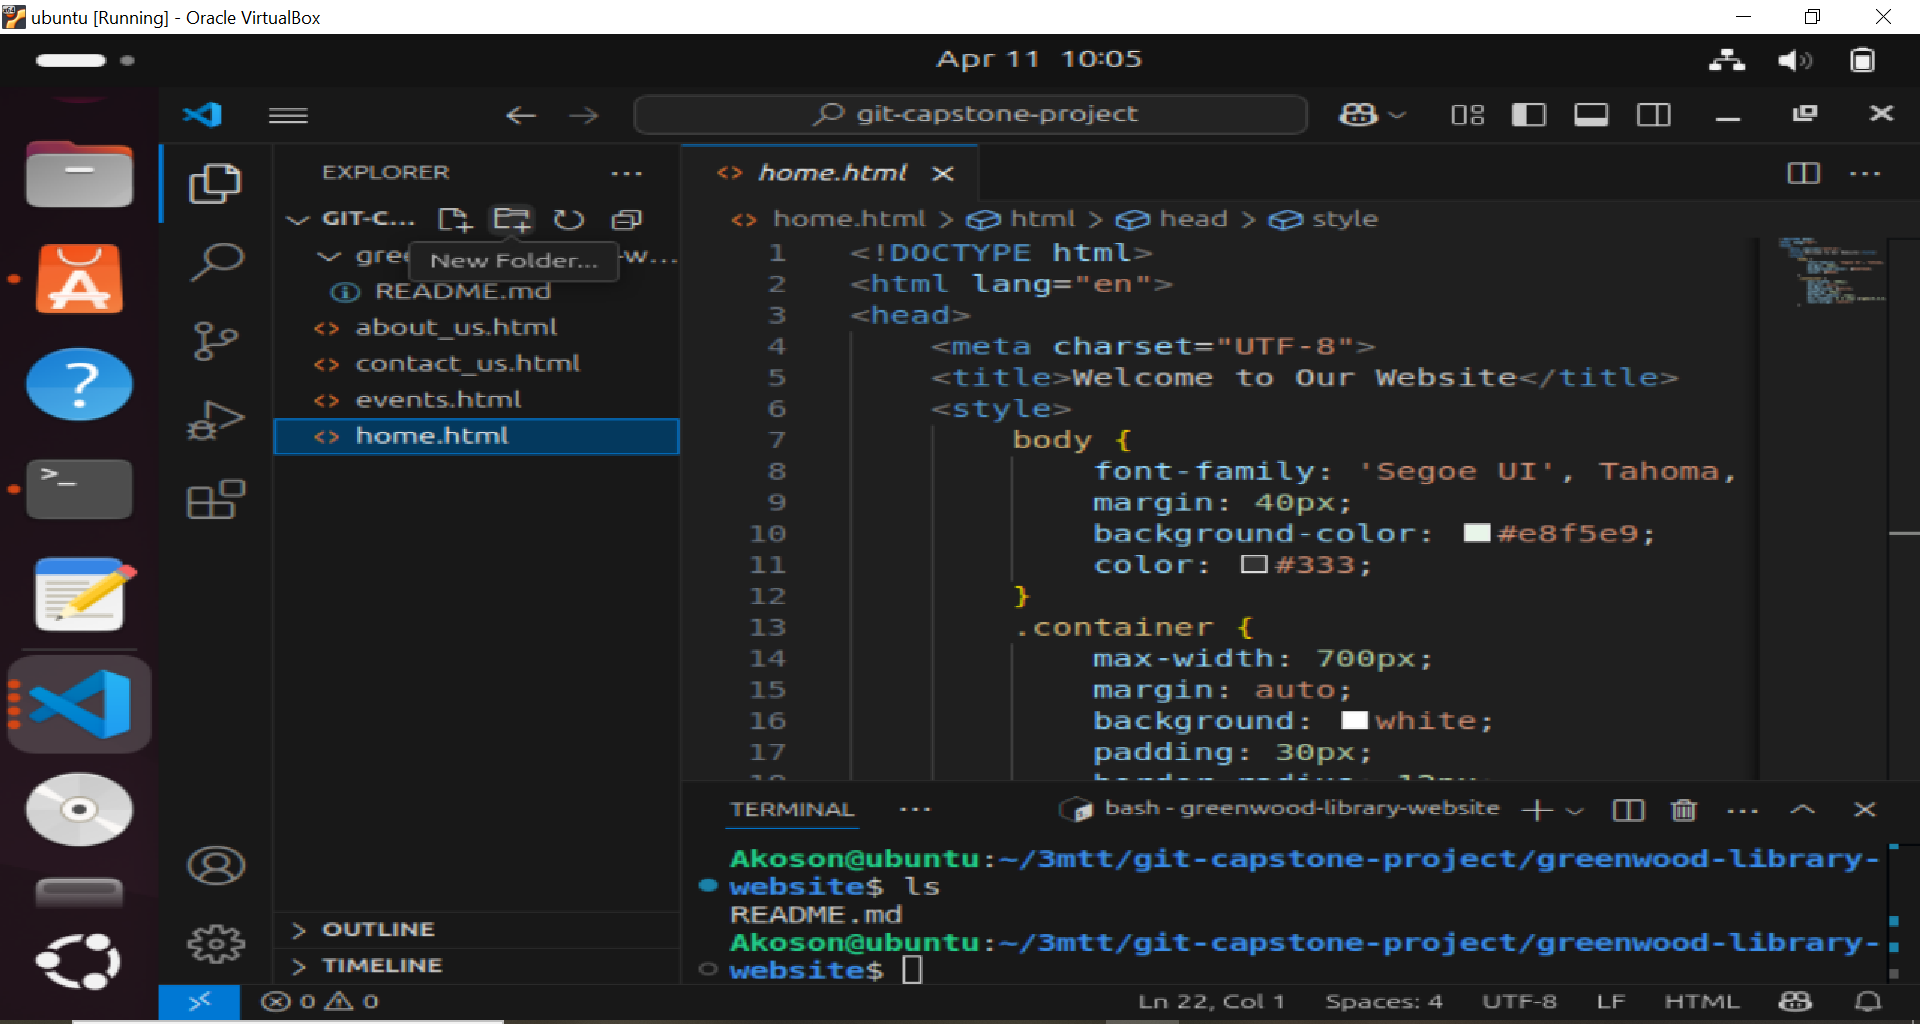 ubuntu [Running] - Oracle VirtualBox
Apr 11 10:05
git-capstone-project
EXPLORER
GIT-C...
gre
-w...
New Folder...
README.md
about_us.html
contact_us.html
events.html
home.html
OUTLINE
TIMELINE
home.html
home.html > html > head > style
1 <!DOCTYPE html>
2 <html lang="en">
3 <head>
4 <meta charset="UTF-8">
5 <title>Welcome to Our Website</title>
6 <style>
7 body {
8 font-family: 'Segoe UI', Tahoma,
9 margin: 40px;
10 background-color: #e8f5e9;
11 color: #333;
12 }
13 .container {
14 max-width: 700px;
15 margin: auto;
16 background: white;
17 padding: 30px;
TERMINAL
bash - greenwood-library-website
Akoson@ubuntu:~/3mtt/git-capstone-project/greenwood-library-
website$ ls
README.md
Akoson@ubuntu:~/3mtt/git-capstone-project/greenwood-library-
website$
0 0
Ln 22, Col 1 Spaces: 4 UTF-8 LF HTML